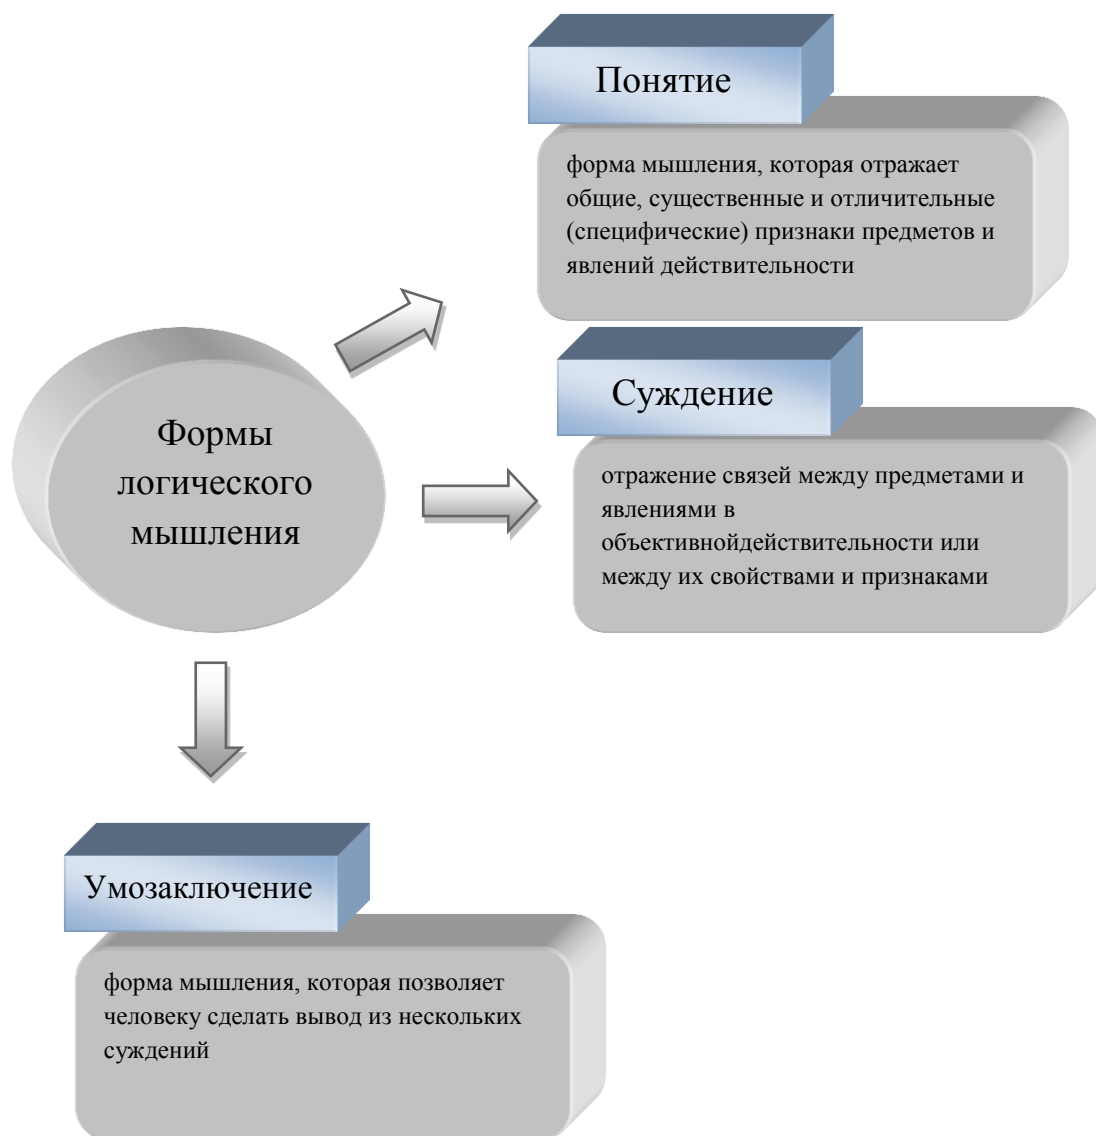 Понятие
форма мышления, которая отражает
общие, существенные и отличительные
(специфические) признаки предметов и
явлений действительности
Суждение
отражение связей между предметами и
явлениями в
объективнойдействительности или
между их свойствами и признаками
Формы
логического
мышления
Умозаключение
форма мышления, которая позволяет
человеку сделать вывод из нескольких
суждений